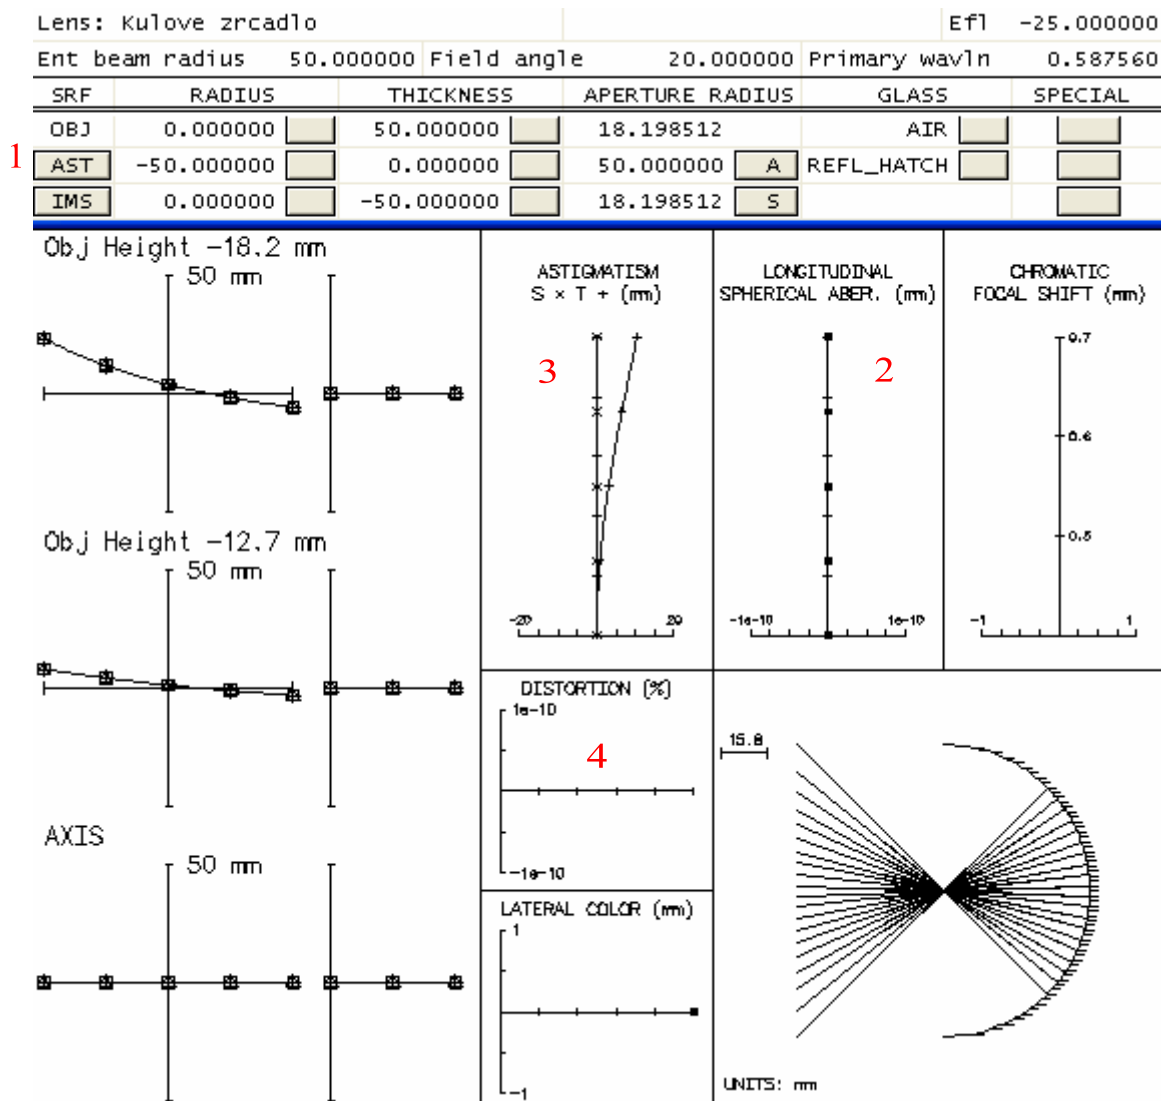 Lens: Kulove zrcadlo Efl -25.000000
Ent beam radius 50.000000 Field angle 20.000000 Primary wavln 0.587560
SRF RADIUS THICKNESS APERTURE RADIUS GLASS SPECIAL
OBJ 0.000000 50.000000 18.198512 AIR
1
AST -50.000000 0.000000 50.000000 A REFL_HATCH
IMS 0.000000 -50.000000 18.198512 S
Obj Height -18.2 mm
50 mm
Obj Height -12.7 mm
50 mm
AXIS
50 mm
ASTIGMATISM
S × T + (mm)
3
-20 20
LONGITUDINAL
SPHERICAL ABER. (mm)
2
-1e-10 1e-10
CHROMATIC
FOCAL SHIFT (mm)
0.7
0.6
0.5
-1 1
DISTORTION (%)
1e-10
4
-1e-10
LATERAL COLOR (mm)
1
-1
15.8
UNITS: mm